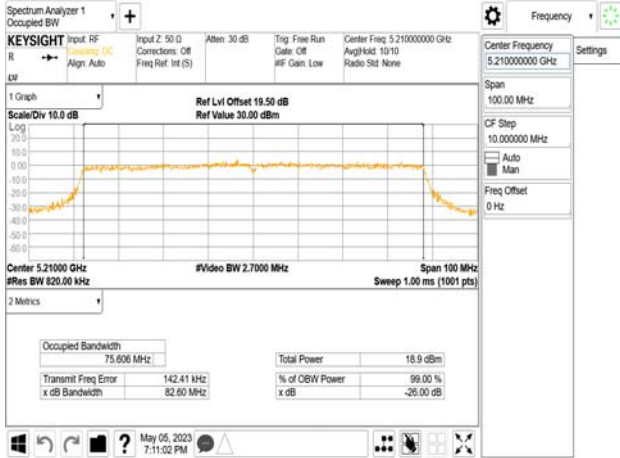 Spectrum Analyzer 1
Occupied BW
+
Frequency
KEYSIGHT
R
Input: RF
Coupling: DC
Align: Auto
Input Z: 50 Ω
Corrections: Off
Freq Ref: Int (S)
Atten: 30 dB
Trig: Free Run
Gate: Off
#IF Gain: Low
Center Freq: 5.210000000 GHz
Avg|Hold: 10/10
Radio Std: None
Center Frequency
5.210000000 GHz
Settings
Span
100.00 MHz
CF Step
10.000000 MHz
Auto
Man
Freq Offset
0 Hz
1 Graph
Scale/Div 10.0 dB
Ref Lvl Offset 19.50 dB
Ref Value 30.00 dBm
Log
20.0
10.0
0.00
-10.0
-20.0
-30.0
-40.0
-50.0
-60.0
Center 5.21000 GHz
#Video BW 2.7000 MHz
Span 100 MHz
#Res BW 820.00 kHz
Sweep 1.00 ms (1001 pts)
2 Metrics
Occupied Bandwidth
75.606 MHz
Total Power 18.9 dBm
Transmit Freq Error 142.41 kHz
% of OBW Power 99.00 %
x dB Bandwidth 82.60 MHz
x dB -26.00 dB
?
May 05, 2023
7:11:02 PM